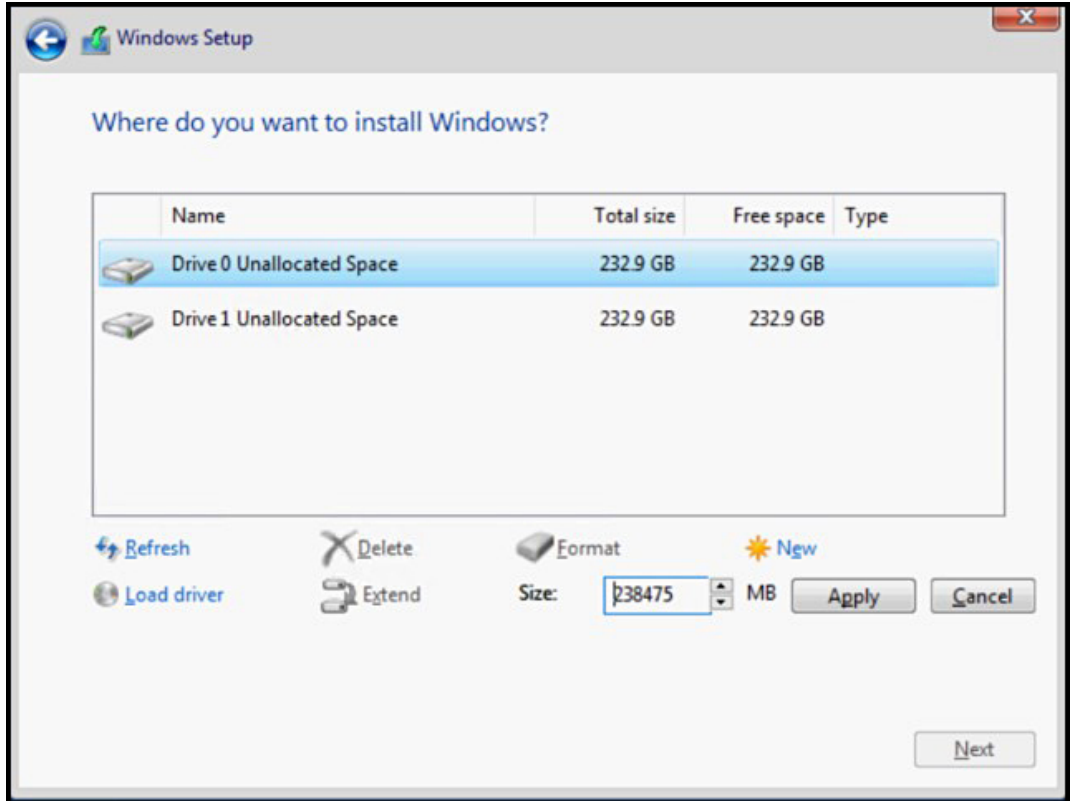 Windows Setup
Where do you want to install Windows?
Name Total size Free space Type
Drive 0 Unallocated Space 232.9 GB 232.9 GB
Drive 1 Unallocated Space 232.9 GB 232.9 GB
Refresh Delete Format New
Load driver Extend Size: 238475 MB Apply Cancel
Next